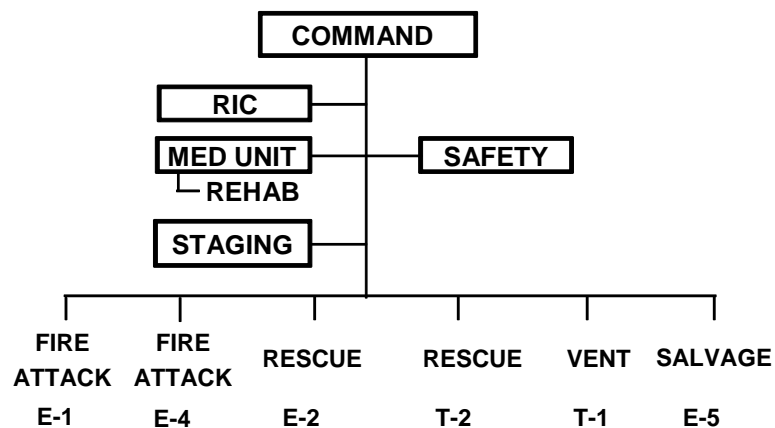 COMMAND
RIC
MED UNIT
SAFETY
REHAB
STAGING
FIRE
ATTACK
E-1
FIRE
ATTACK
E-4
RESCUE
E-2
RESCUE
T-2
VENT
T-1
SALVAGE
E-5